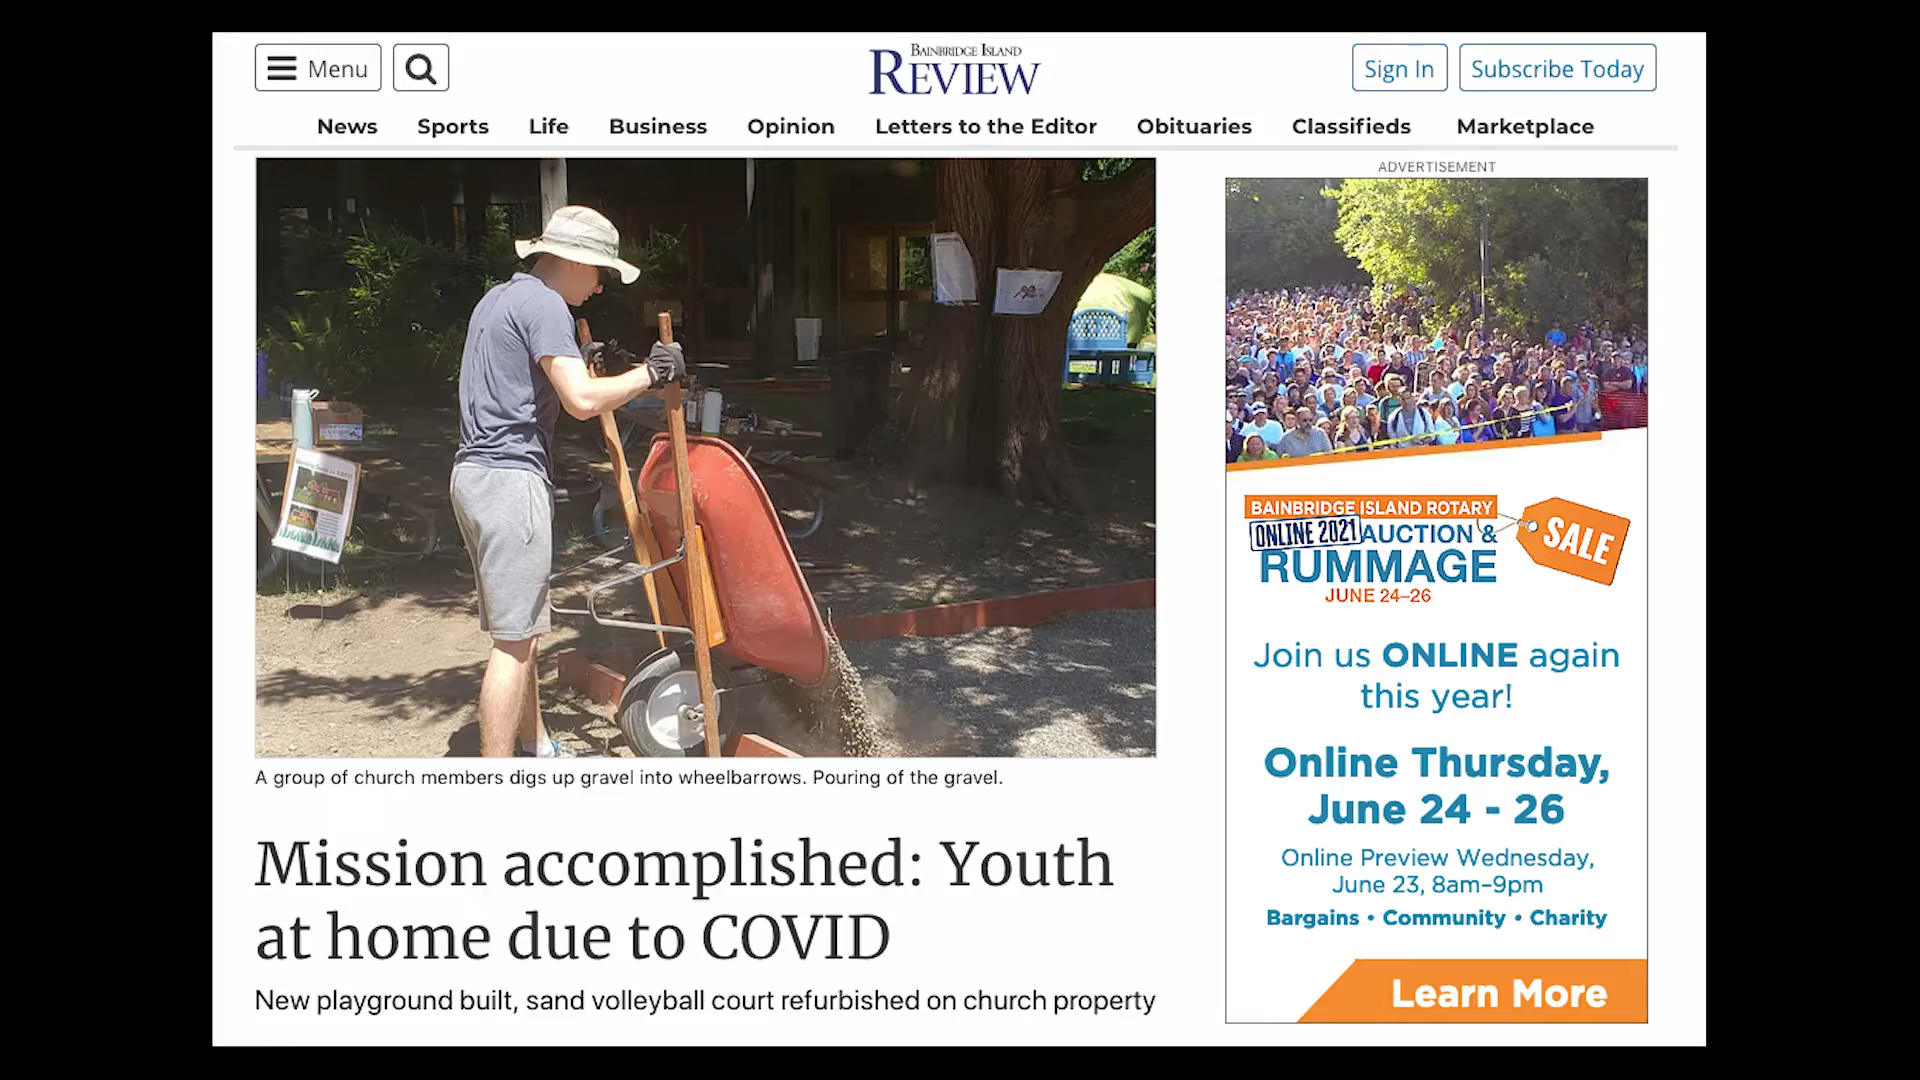 Menu
BAINBRIDGE ISLAND
REVIEW
Sign In
Subscribe Today
News
Sports
Life
Business
Opinion
Letters to the Editor
Obituaries
Classifieds
Marketplace
ADVERTISEMENT
A group of church members digs up gravel into wheelbarrows. Pouring of the gravel.
Mission accomplished: Youth
at home due to COVID
New playground built, sand volleyball court refurbished on church property
BAINBRIDGE ISLAND ROTARY
ONLINE 2021 AUCTION &
RUMMAGE
SALE
JUNE 24–26
Join us ONLINE again
this year!
Online Thursday,
June 24 - 26
Online Preview Wednesday,
June 23, 8am–9pm
Bargains • Community • Charity
Learn More